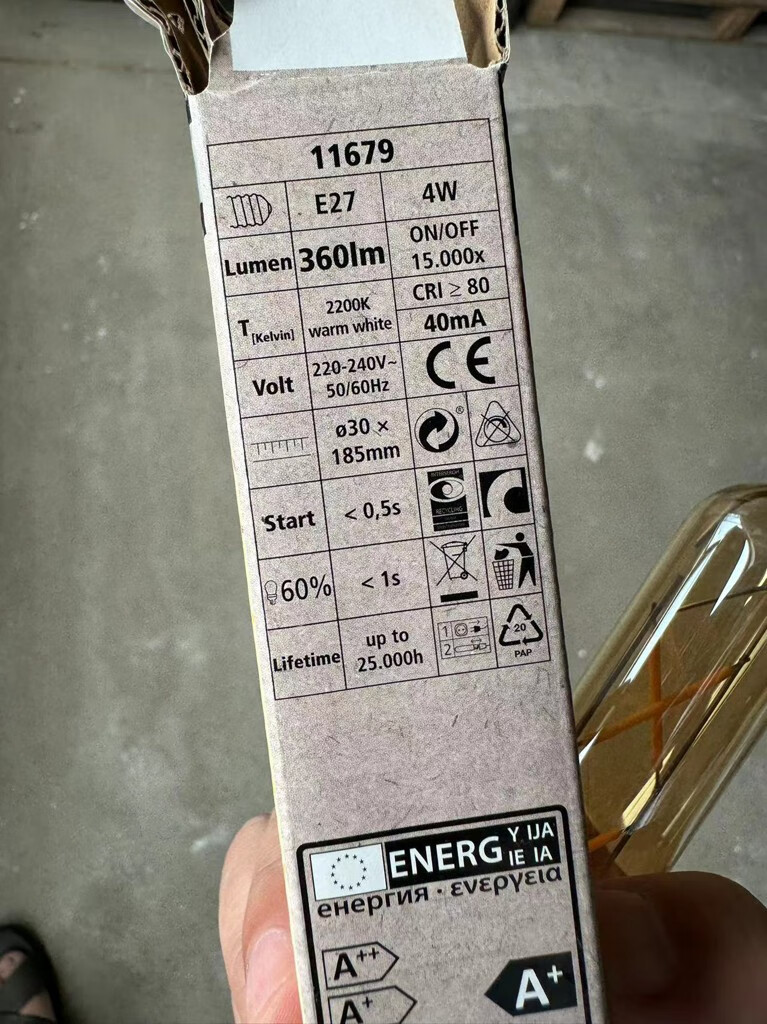 11679
E27
4W
Lumen
360lm
ON/OFF
15.000x
T[Kelvin]
2200K
warm white
CRI ≥ 80
40mA
Volt
220-240V~
50/60Hz
CE
ø30 ×
185mm
®
Start
< 0,5s
RECYCLING
60%
< 1s
Lifetime
up to
25.000h
1
2
20
PAP
ENERG
Y IJA
IE IA
енергия · ενεργεια
A++
A+
A+